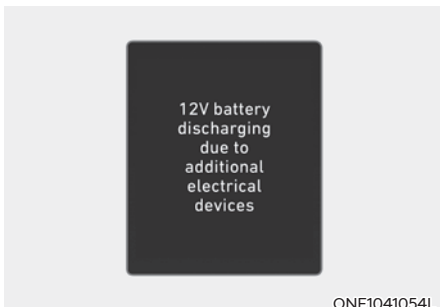 12V battery
discharging
due to
additional
electrical
devices
ONE1041054L